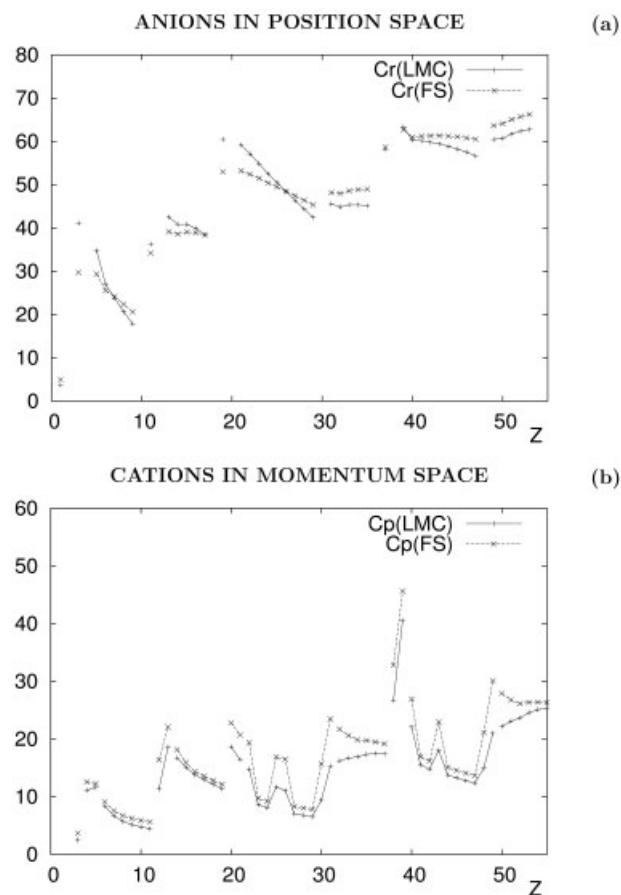 ANIONS IN POSITION SPACE (a)
80
Cr(LMC)
70
Cr(FS)
60
50
40
30
20
10
0
0 10 20 30 40 50
Z
CATIONS IN MOMENTUM SPACE (b)
60
Cp(LMC)
Cp(FS)
50
40
30
20
10
0
0 10 20 30 40 50
Z